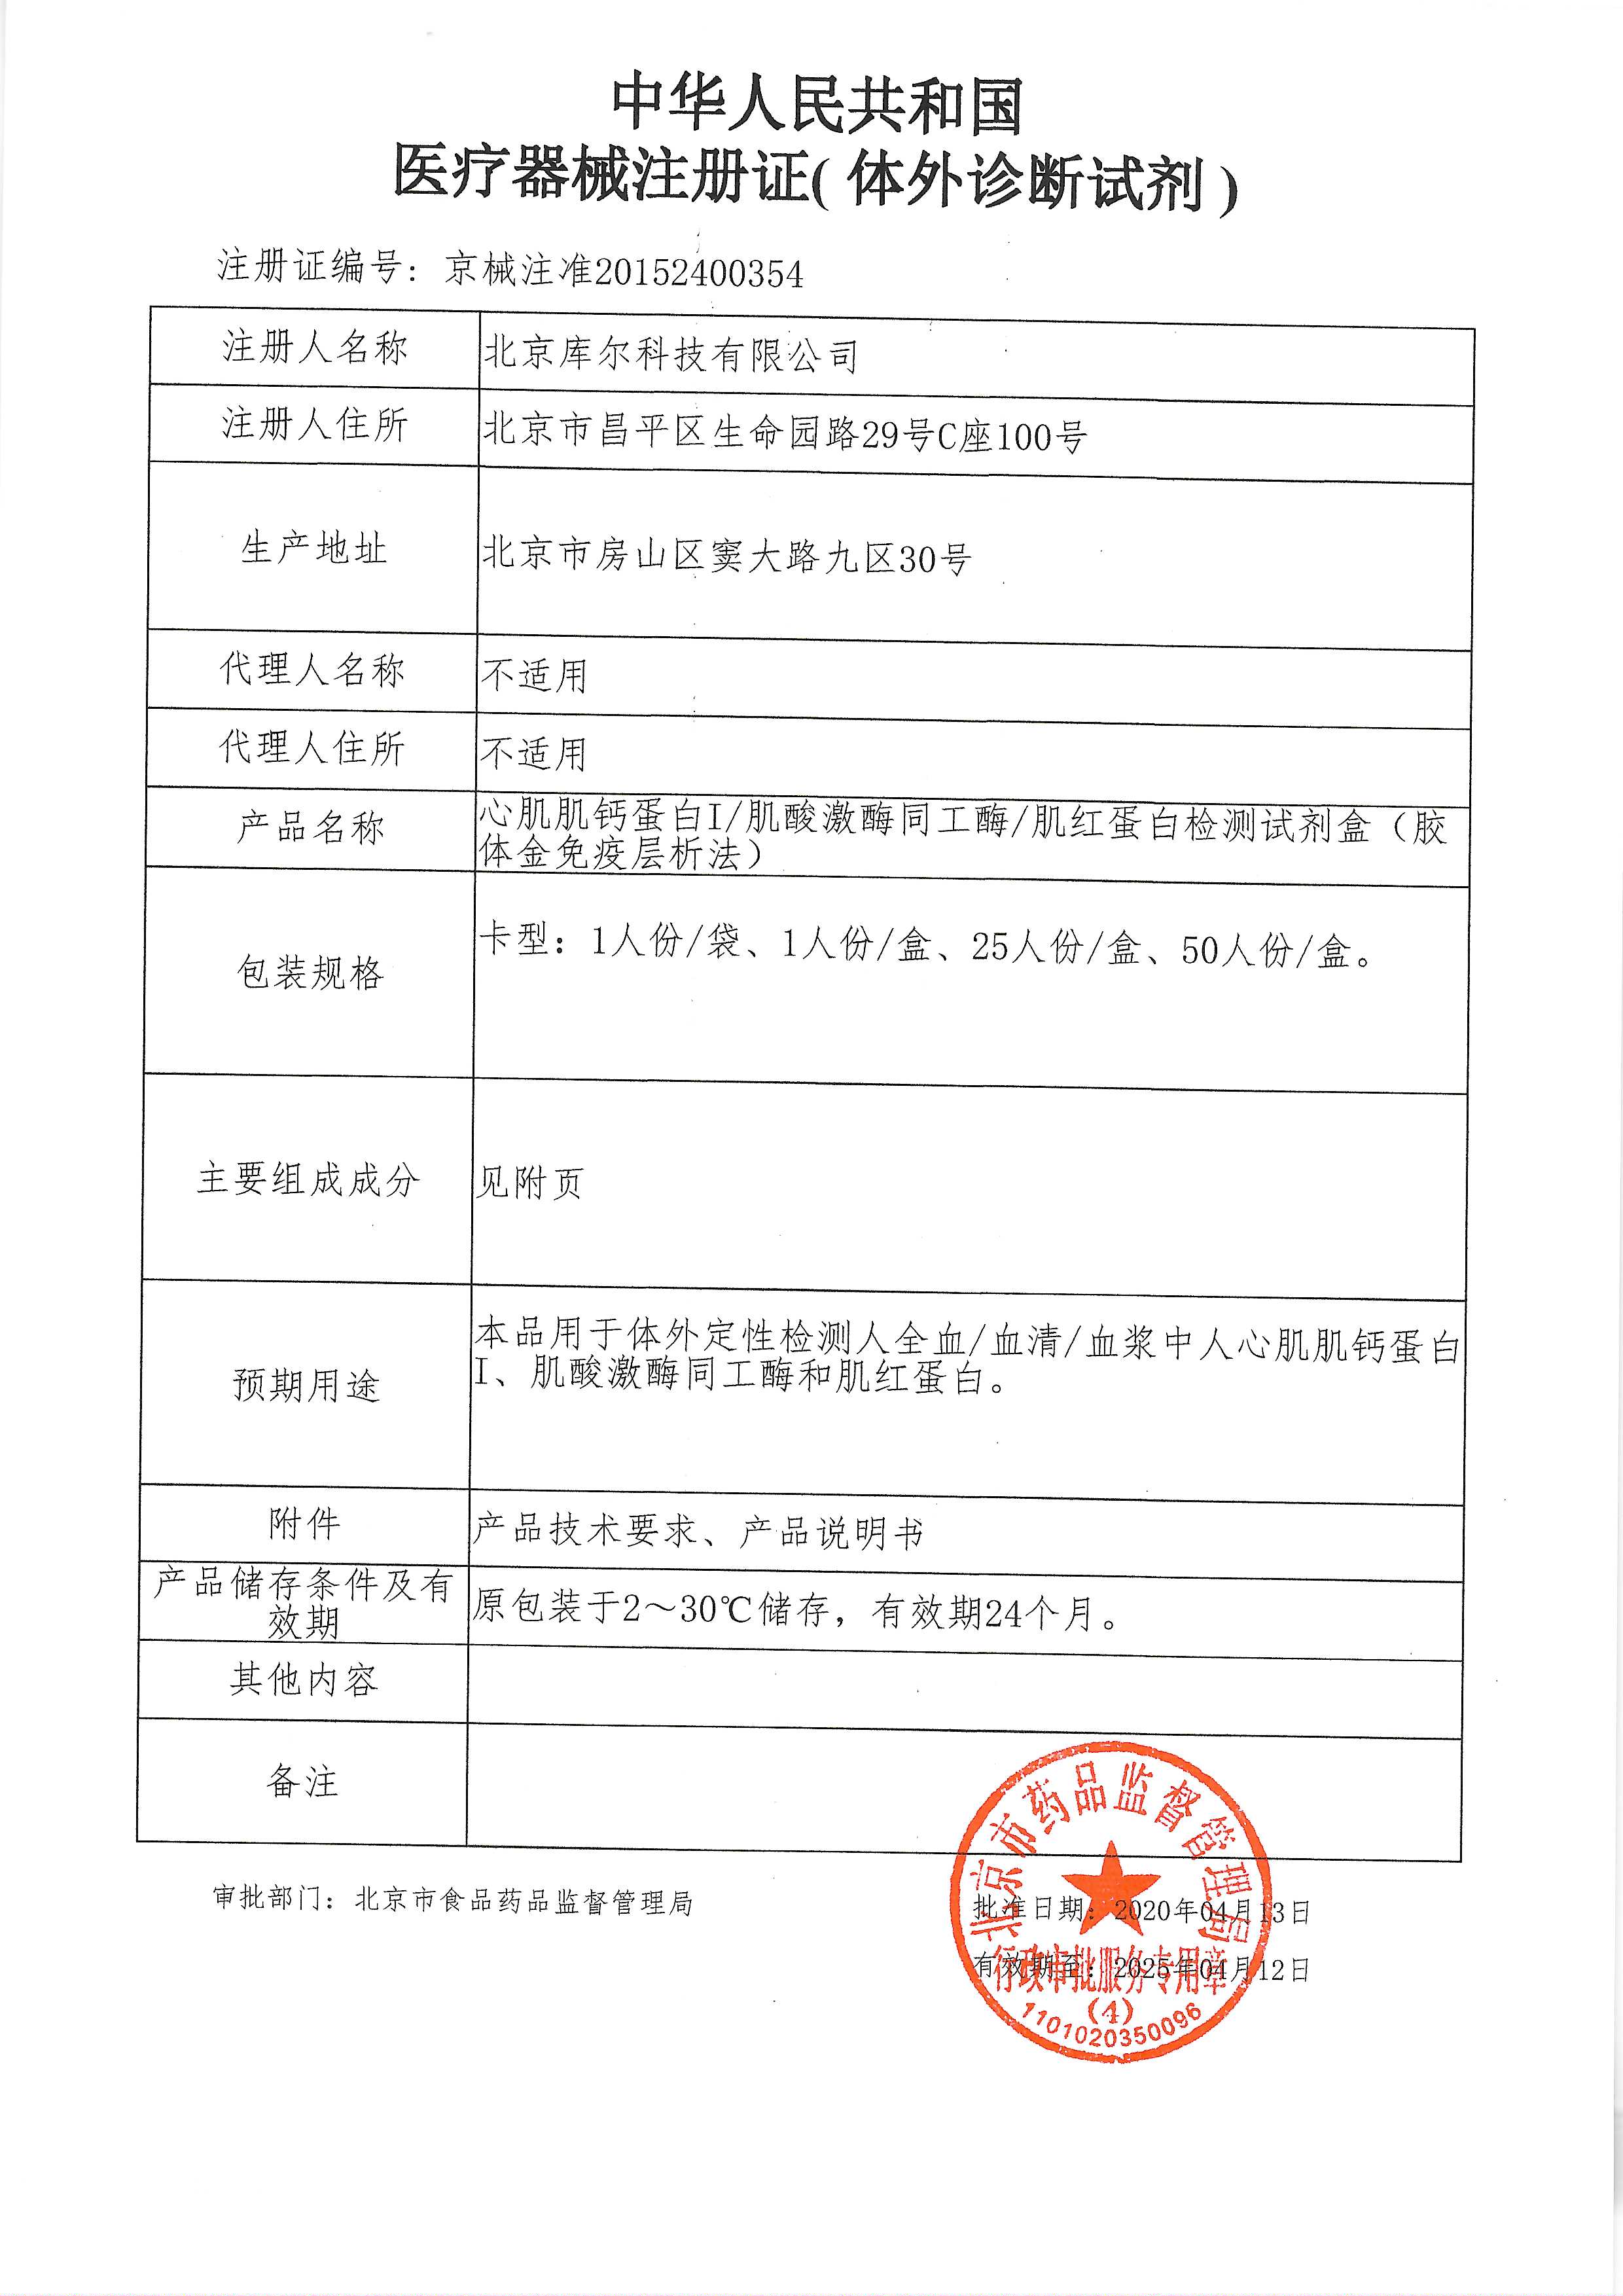 中华人民共和国
医疗器械注册证(体外诊断试剂)
注册证编号：京械注准20152400354
注册人名称
北京库尔科技有限公司
注册人住所
北京市昌平区生命园路29号C座100号
生产地址
北京市房山区窦大路九区30号
代理人名称
不适用
代理人住所
不适用
产品名称
心肌肌钙蛋白I/肌酸激酶同工酶/肌红蛋白检测试剂盒（胶
体金免疫层析法）
包装规格
卡型：1人份/袋、1人份/盒、25人份/盒、50人份/盒。
主要组成成分
见附页
预期用途
本品用于体外定性检测人全血/血清/血浆中人心肌肌钙蛋白
I、肌酸激酶同工酶和肌红蛋白。
附件
产品技术要求、产品说明书
产品储存条件及有
效期
原包装于2～30℃储存，有效期24个月。
其他内容
备注
审批部门：北京市食品药品监督管理局
批准日期：2020年04月13日
有效期至：2025年04月12日
北京市药品监督管理局
行政审批服务专用章
(4)
1101020350096